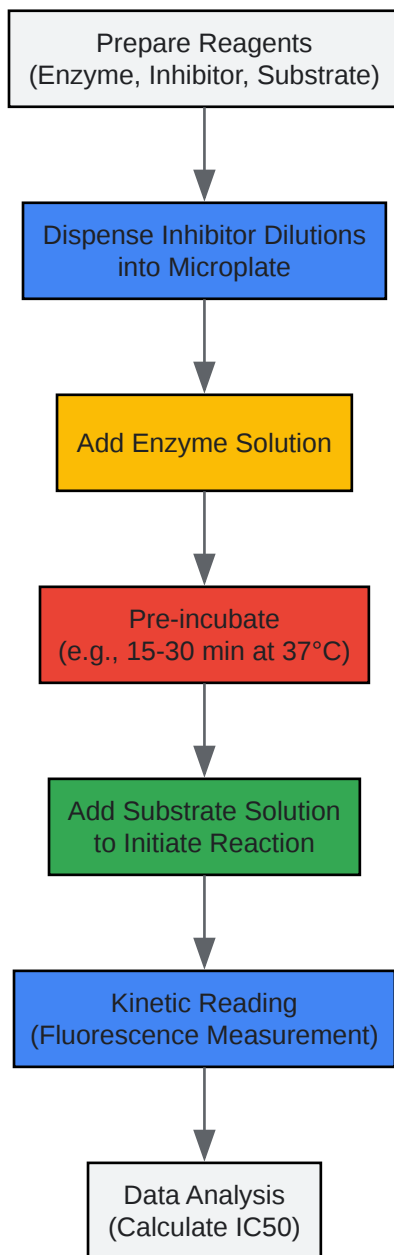 Prepare Reagents
(Enzyme, Inhibitor, Substrate)
Dispense Inhibitor Dilutions
into Microplate
Add Enzyme Solution
Pre-incubate
(e.g., 15-30 min at 37°C)
Add Substrate Solution
to Initiate Reaction
Kinetic Reading
(Fluorescence Measurement)
Data Analysis
(Calculate IC50)